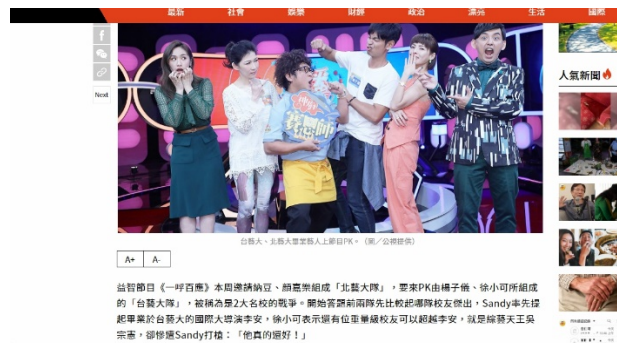 最新 社會 娛樂 財經 政治 漂亮 生活 國際
人氣新聞
Next
台藝大、北藝大畢業藝人上節目PK。（圖／公視提供）
A+ A-
益智節目《一呼百應》本周邀請納豆、顏嘉樂組成「北藝大隊」，要來PK由楊子儀、徐小可所組成
的「台藝大隊」，被稱為是2大名校的戰爭。開始答題前兩隊先比較起哪隊校友傑出，Sandy率先提
起畢業於台藝大的國際大導演李安，徐小可表示還有位重量級校友可以超越李安，就是綜藝天王吳
宗憲，卻慘遭Sandy打槍：「他真的還好！」